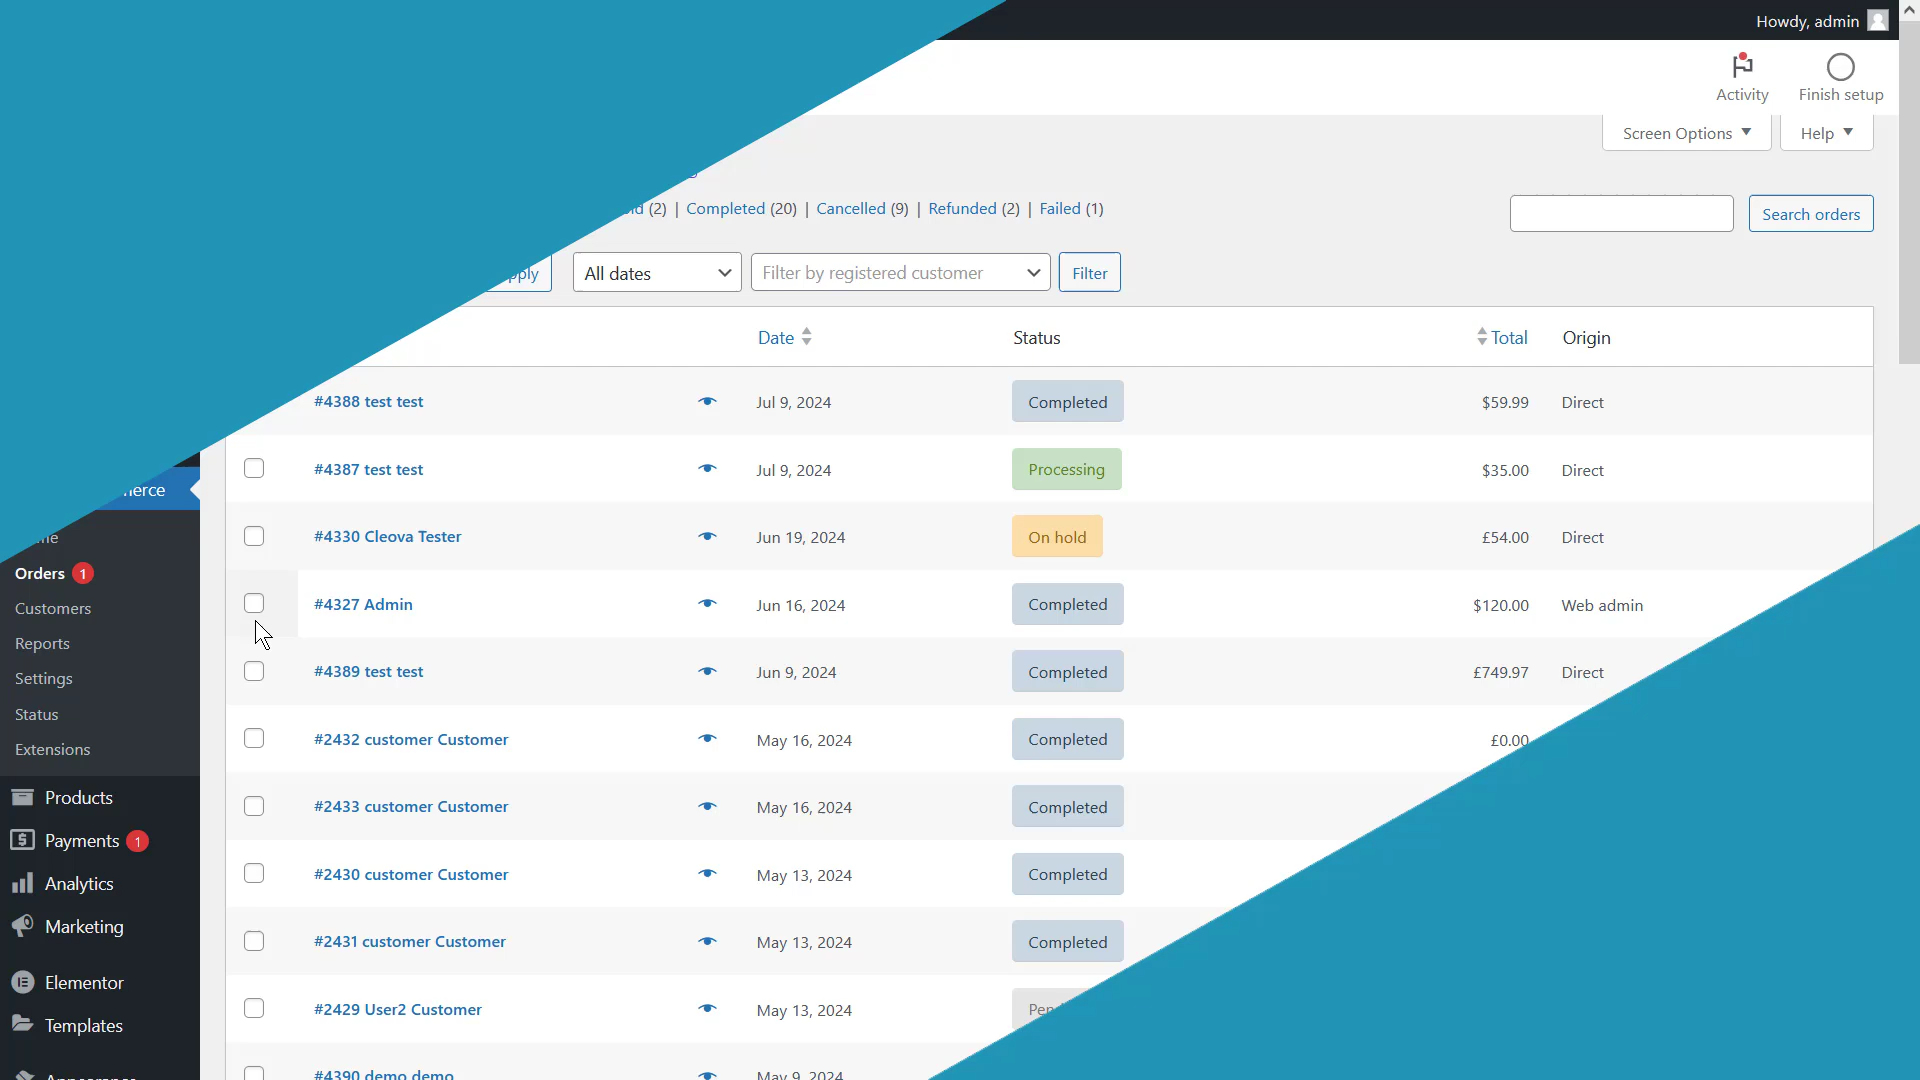 Howdy, admin
Activity
Finish setup
Screen Options
Help
(2) | Completed (20) | Cancelled (9) | Refunded (2) | Failed (1)
Search orders
All dates
Filter by registered customer
Filter
Date
Status
Total
Origin
#4388 test test
Jul 9, 2024
Completed
$59.99
Direct
#4387 test test
Jul 9, 2024
Processing
$35.00
Direct
#4330 Cleova Tester
Jun 19, 2024
On hold
£54.00
Direct
#4327 Admin
Jun 16, 2024
Completed
$120.00
Web admin
#4389 test test
Jun 9, 2024
Completed
£749.97
Direct
#2432 customer Customer
May 16, 2024
Completed
£0.00
#2433 customer Customer
May 16, 2024
Completed
#2430 customer Customer
May 13, 2024
Completed
#2431 customer Customer
May 13, 2024
Completed
#2429 User2 Customer
May 13, 2024
#4390 demo demo
May 9, 2024
Orders 1
Customers
Reports
Settings
Status
Extensions
Products
Payments 1
Analytics
Marketing
Elementor
Templates